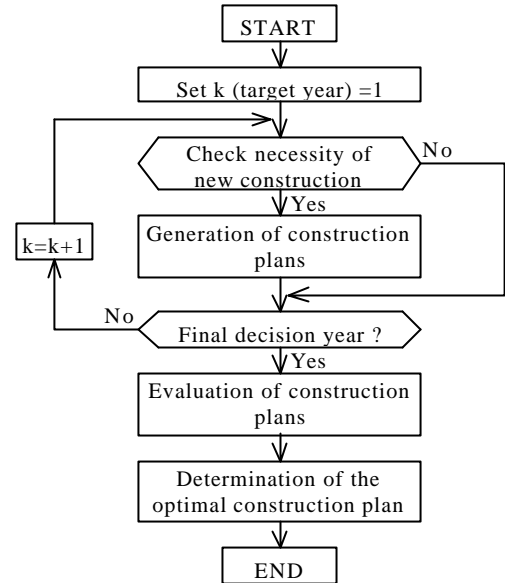 START
Set k (target year) =1
Check necessity of
new construction
No
Yes
Generation of construction
plans
k=k+1
No
Final decision year ?
Yes
Evaluation of construction
plans
Determination of the
optimal construction plan
END